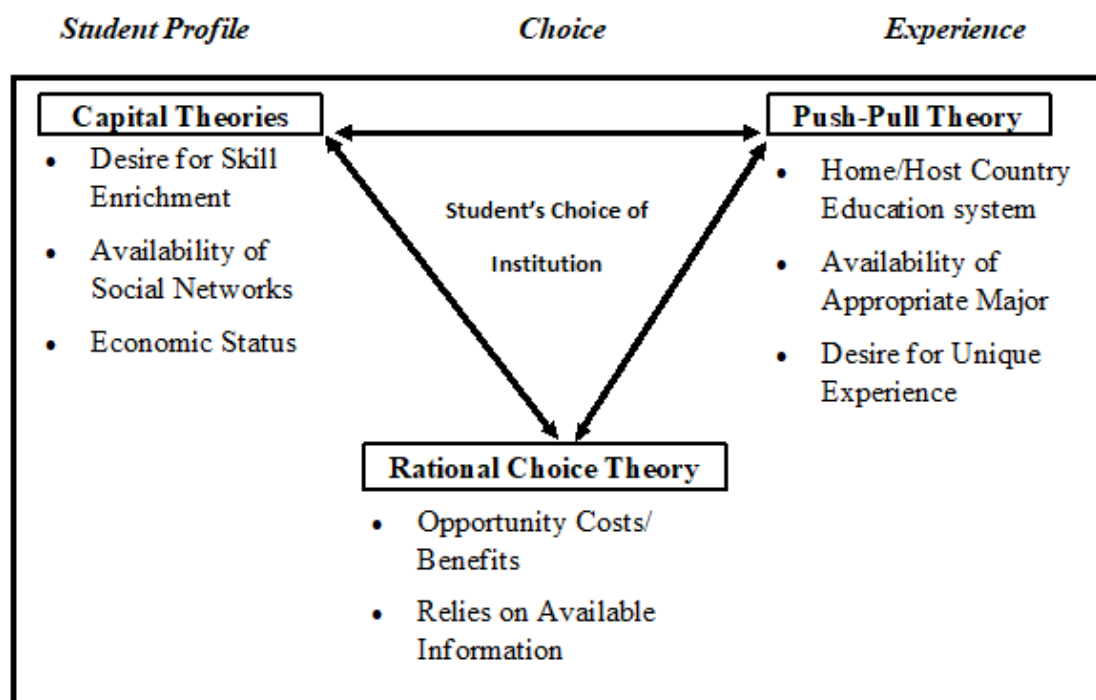 Student Profile
Choice
Experience
Capital Theories
• Desire for Skill
Enrichment
• Availability of
Social Networks
• Economic Status
Student's Choice of
Institution
Push-Pull Theory
• Home/Host Country
Education system
• Availability of
Appropriate Major
• Desire for Unique
Experience
Rational Choice Theory
• Opportunity Costs/
Benefits
• Relies on Available
Information